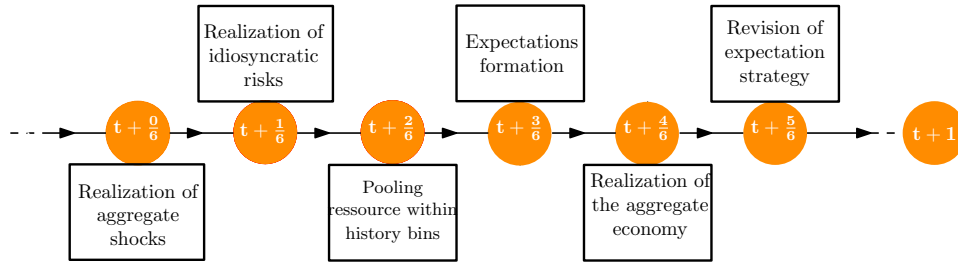 Realization of
idiosyncratic
risks
Expectations
formation
Revision of
expectation
strategy
t + 0/6
t + 1/6
t + 2/6
t + 3/6
t + 4/6
t + 5/6
t + 1
Realization of
aggregate
shocks
Pooling
ressource within
history bins
Realization of
the aggregate
economy